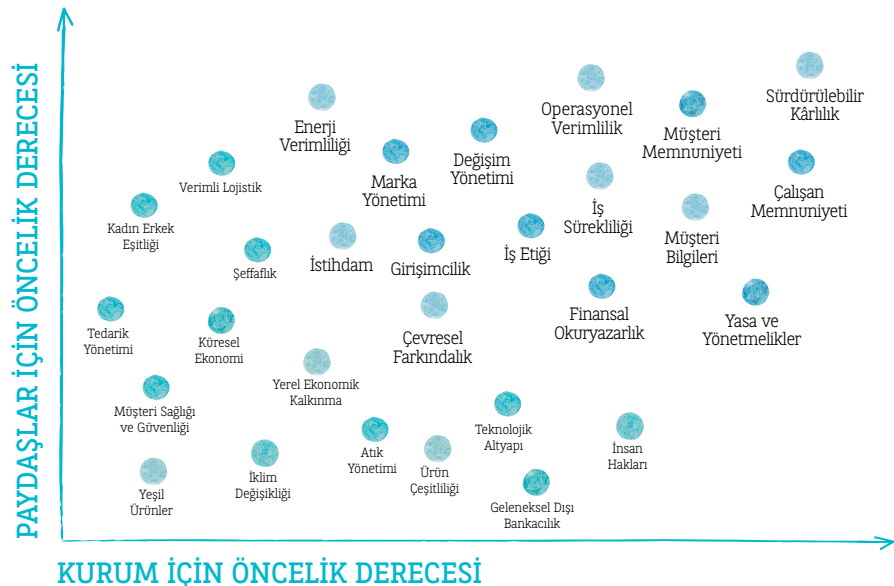 PAYDAŞLAR İÇİN ÖNCELİK DERECESİ
Sürdürülebilir
Kârlılık
Operasyonel
Verimlilik
Müşteri
Memnuniyeti
Enerji
Verimliliği
Değişim
Yönetimi
Marka
Yönetimi
Çalışan
Memnuniyeti
Verimli Lojistik
İş
Sürekliliği
Müşteri
Bilgileri
Kadın Erkek
Eşitliği
İş Etiği
İstihdam
Girişimcilik
Şeffaflık
Finansal
Okuryazarlık
Yasa ve
Yönetmelikler
Çevresel
Farkındalık
Tedarik
Yönetimi
Küresel
Ekonomi
Yerel Ekonomik
Kalkınma
Müşteri Sağlığı
ve Güvenliği
Teknolojik
Altyapı
İnsan
Hakları
Atık
Yönetimi
Ürün
Çeşitliliği
İklim
Değişikliği
Yeşil
Ürünler
Geleneksel Dışı
Bankacılık
KURUM İÇİN ÖNCELİK DERECESİ